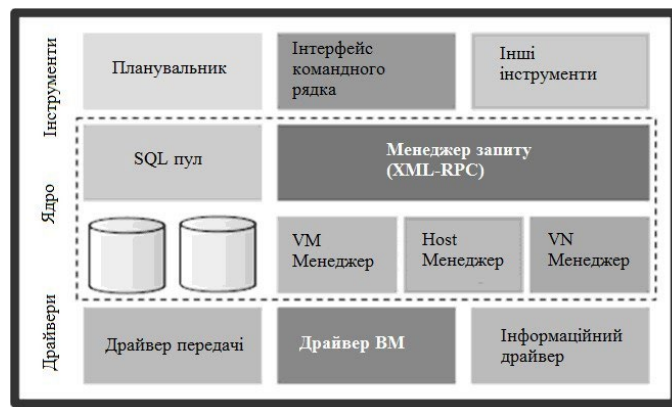 Інструменти
Планувальник
Інтерфейс
командного
рядка
Інші
інструменти
Ядро
SQL пул
Менеджер запиту
(XML-RPC)
VM
Менеджер
Host
Менеджер
VN
Менеджер
Драйвери
Драйвер передачі
Драйвер ВМ
Інформаційний
драйвер